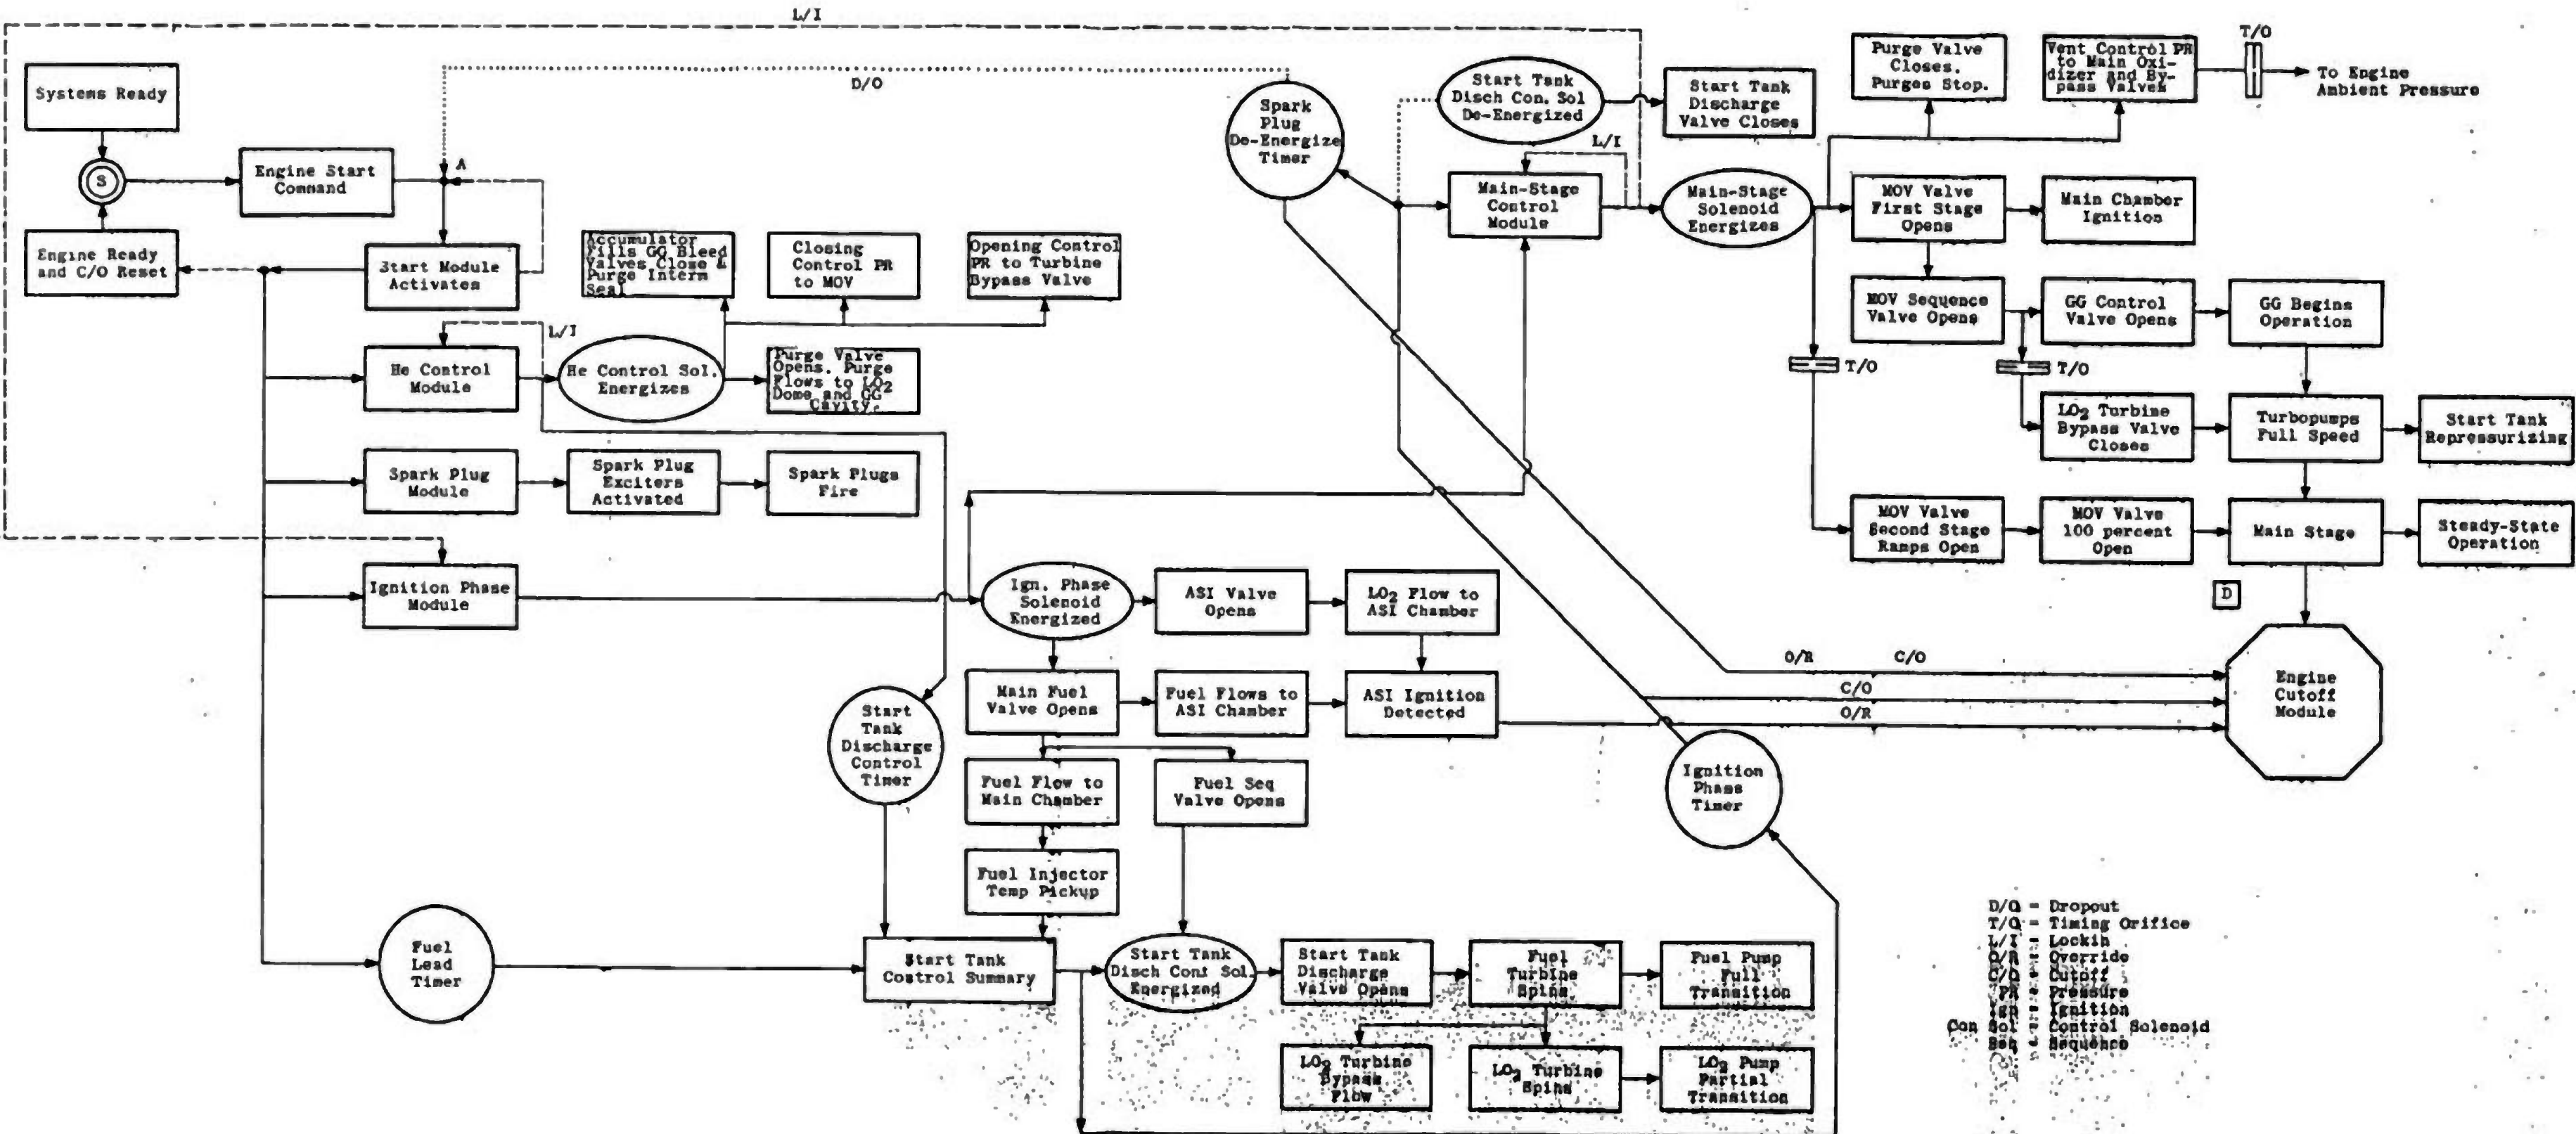 L/I
D/O
Systems Ready
S
Engine Start
Command
A
Engine Ready
and C/O Reset
Start Module
Activates
Accumulator
Fills GG Bleed
Valves Close &
Purge Interm
Seal
Closing
Control PR
to MOV
Opening Control
PR to Turbine
Bypass Valve
L/I
He Control
Module
He Control Sol.
Energizes
Purge Valve
Opens. Purge
Flows to LO2
Dome and GG
Cavity.
Spark Plug
Module
Spark Plug
Exciters
Activated
Spark Plugs
Fire
Ignition Phase
Module
Spark
Plug
De-Energize
Timer
Start Tank
Disch Con. Sol
De-Energized
Start Tank
Discharge
Valve Closes
L/I
Main-Stage
Control
Module
Main-Stage
Solenoid
Energizes
Purge Valve
Closes.
Purges Stop.
Vent Control PR
to Main Oxi-
dizer and By-
pass Valves
T/O
To Engine
Ambient Pressure
MOV Valve
First Stage
Opens
Main Chamber
Ignition
MOV Sequence
Valve Opens
GG Control
Valve Opens
GG Begins
Operation
T/O
T/O
LO2 Turbine
Bypass Valve
Closes
Turbopumps
Full Speed
Start Tank
Repressurizing
MOV Valve
Second Stage
Ramps Open
MOV Valve
100 percent
Open
Main Stage
Steady-State
Operation
D
Ign. Phase
Solenoid
Energized
ASI Valve
Opens
LO2 Flow to
ASI Chamber
Main Fuel
Valve Opens
Fuel Flows to
ASI Chamber
ASI Ignition
Detected
O/R C/O
C/O
O/R
Engine
Cutoff
Module
Start
Tank
Discharge
Control
Timer
Fuel Flow to
Main Chamber
Fuel Seq
Valve Opens
Ignition
Phase
Timer
Fuel Injector
Temp Pickup
Fuel
Lead
Timer
Start Tank
Control Summary
Start Tank
Disch Cont Sol.
Energized
Start Tank
Discharge
Valve Opens
Fuel
Turbine
Spins
Fuel Pump
Full
Transition
LO2 Turbine
Bypass
Flow
LO2 Turbine
Spins
LO2 Pump
Partial
Transition
D/O = Dropout
T/O = Timing Orifice
L/I = Lockin
O/R = Override
C/O = Cutoff
PR = Pressure
Ign = Ignition
Con Sol = Control Solenoid
Seq = Sequence